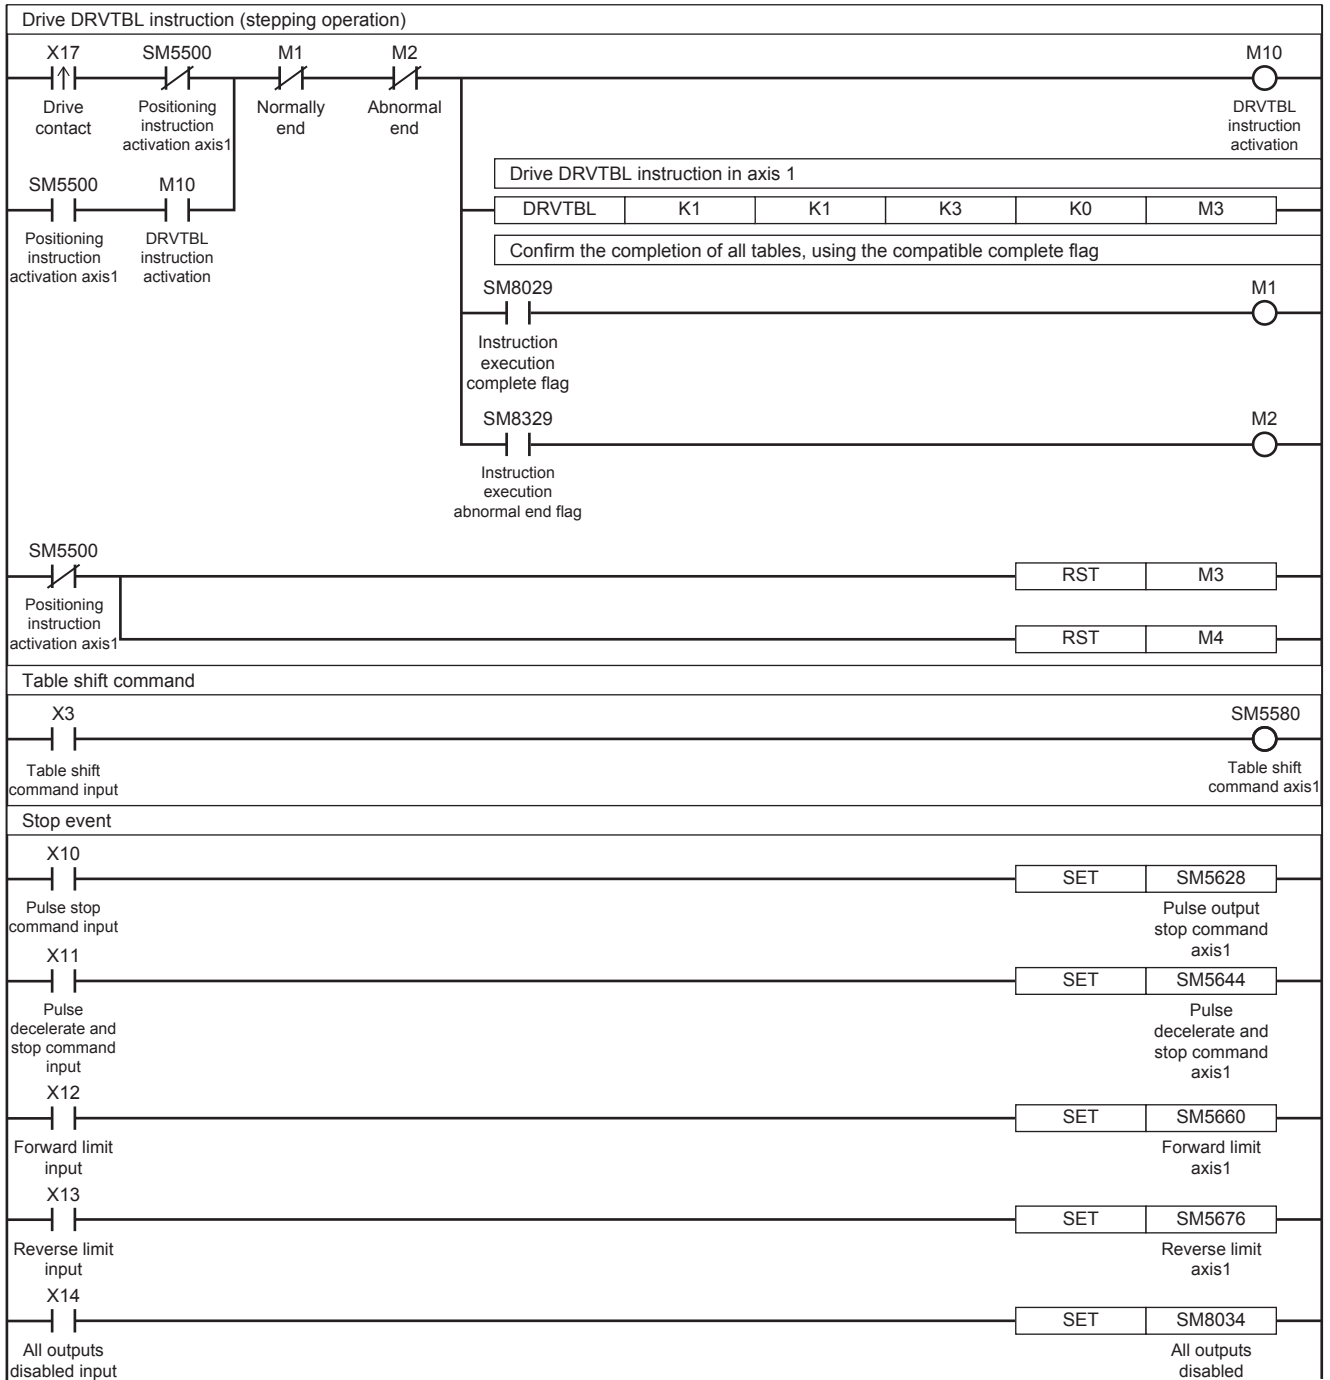 Drive DRVTBL instruction (stepping operation)
X17 SM5500 M1 M2 M10
Drive contact
Positioning instruction activation axis1
Normally end
Abnormal end
DRVTBL instruction activation
Drive DRVTBL instruction in axis 1
SM5500 M10
DRVTBL K1 K1 K3 K0 M3
Positioning instruction activation axis1
DRVTBL instruction activation
Confirm the completion of all tables, using the compatible complete flag
SM8029 M1
Instruction execution complete flag
SM8329 M2
Instruction execution abnormal end flag
SM5500
RST M3
Positioning instruction activation axis1
RST M4
Table shift command
X3 SM5580
Table shift command input
Table shift command axis1
Stop event
X10
SET SM5628
Pulse stop command input
Pulse output stop command axis1
X11
SET SM5644
Pulse decelerate and stop command input
Pulse decelerate and stop command axis1
X12
SET SM5660
Forward limit input
Forward limit axis1
X13
SET SM5676
Reverse limit input
Reverse limit axis1
X14
SET SM8034
All outputs disabled input
All outputs disabled